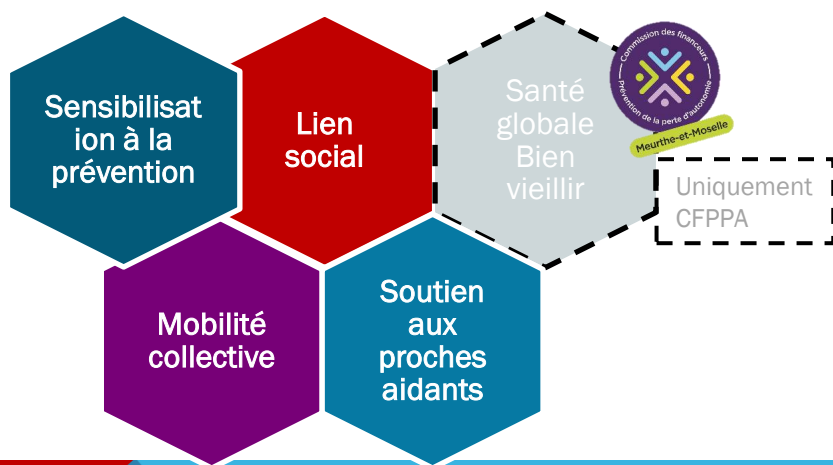 Sensibilisat
ion à la
prévention
Lien
social
Santé
globale
Bien
vieillir
Commission des financeurs
Prévention de la perte d'autonomie
Meurthe-et-Moselle
Uniquement
CFPPA
Mobilité
collective
Soutien
aux
proches
aidants